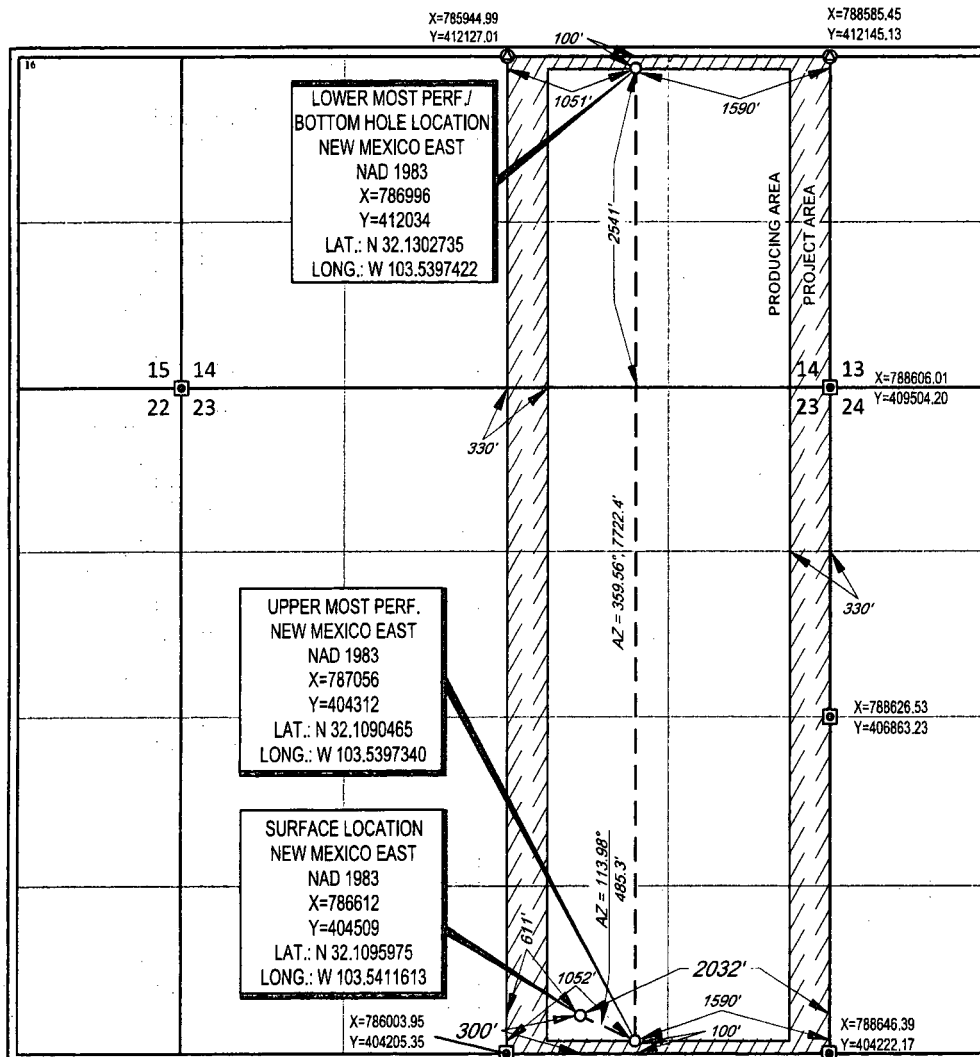 X=785944.99
Y=412127.01
X=788585.45
Y=412145.13
100'
16
1051'
1590'
LOWER MOST PERF./
BOTTOM HOLE LOCATION
NEW MEXICO EAST
NAD 1983
X=786996
Y=412034
LAT.: N 32.1302735
LONG.: W 103.5397422
2541'
PRODUCING AREA
PROJECT AREA
15 14
22 23
14 13
23 24
X=788606.01
Y=409504.20
330'
AZ = 359.56°, 7722.4'
330'
UPPER MOST PERF.
NEW MEXICO EAST
NAD 1983
X=787056
Y=404312
LAT.: N 32.1090465
LONG.: W 103.5397340
X=788626.53
Y=406863.23
SURFACE LOCATION
NEW MEXICO EAST
NAD 1983
X=786612
Y=404509
LAT.: N 32.1095975
LONG.: W 103.5411613
AZ = 113.98°
485.3'
611'
1052'
2032'
1590'
300'
100'
X=786003.95
Y=404205.35
X=788646.39
Y=404222.17